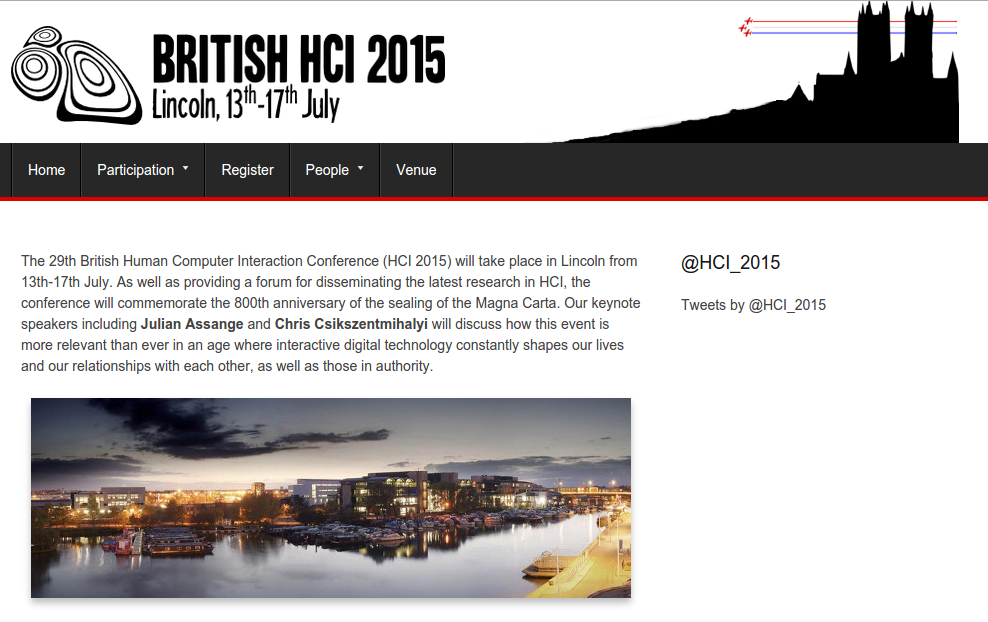 BRITISH HCI 2015
Lincoln, 13th-17th July
Home
Participation
Register
People
Venue
The 29th British Human Computer Interaction Conference (HCI 2015) will take place in Lincoln from
13th-17th July. As well as providing a forum for disseminating the latest research in HCI, the
conference will commemorate the 800th anniversary of the sealing of the Magna Carta. Our keynote
speakers including Julian Assange and Chris Csikszentmihalyi will discuss how this event is
more relevant than ever in an age where interactive digital technology constantly shapes our lives
and our relationships with each other, as well as those in authority.
@HCI_2015
Tweets by @HCI_2015